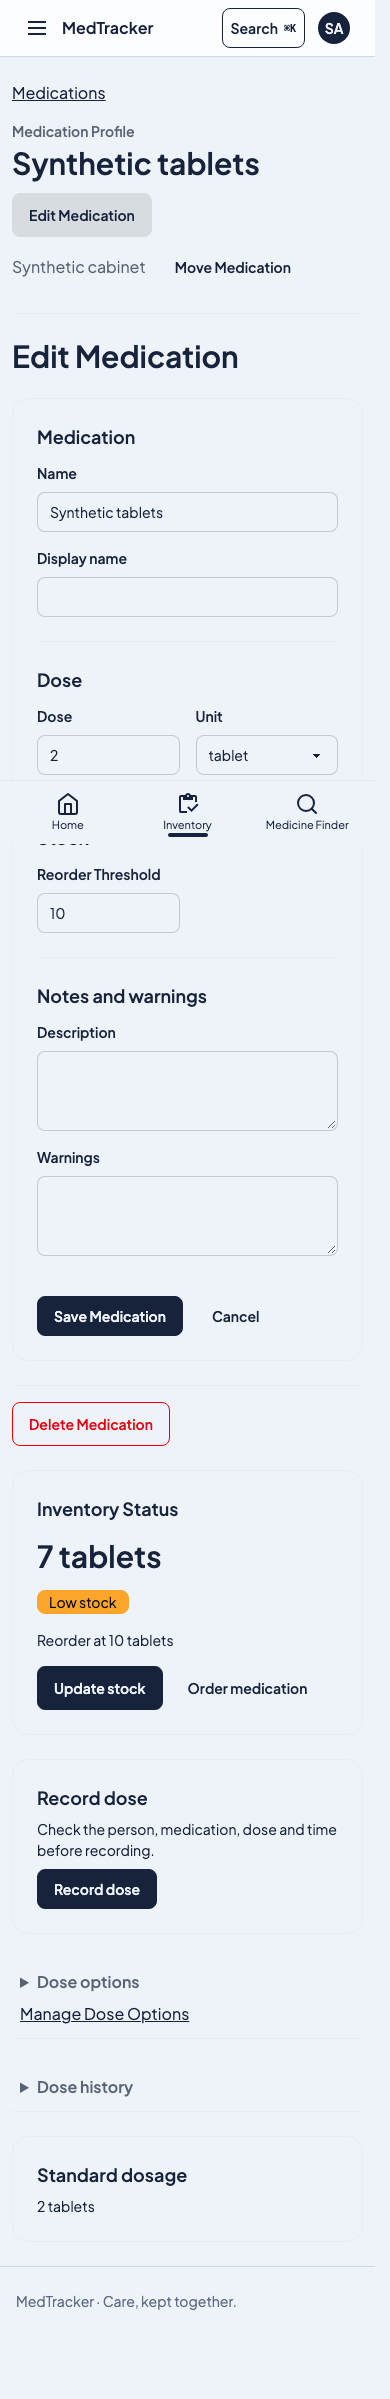 MedTracker
Search ⌘K
SA
Medications
Medication Profile
Synthetic tablets
Edit Medication
Synthetic cabinet
Move Medication
Edit Medication
Medication
Name
Synthetic tablets
Display name
Dose
Dose
Unit
2
tablet
Home
Inventory
Medicine Finder
Reorder Threshold
10
Notes and warnings
Description
Warnings
Save Medication
Cancel
Delete Medication
Inventory Status
7 tablets
Low stock
Reorder at 10 tablets
Update stock
Order medication
Record dose
Check the person, medication, dose and time
before recording.
Record dose
Dose options
Manage Dose Options
Dose history
Standard dosage
2 tablets
MedTracker · Care, kept together.